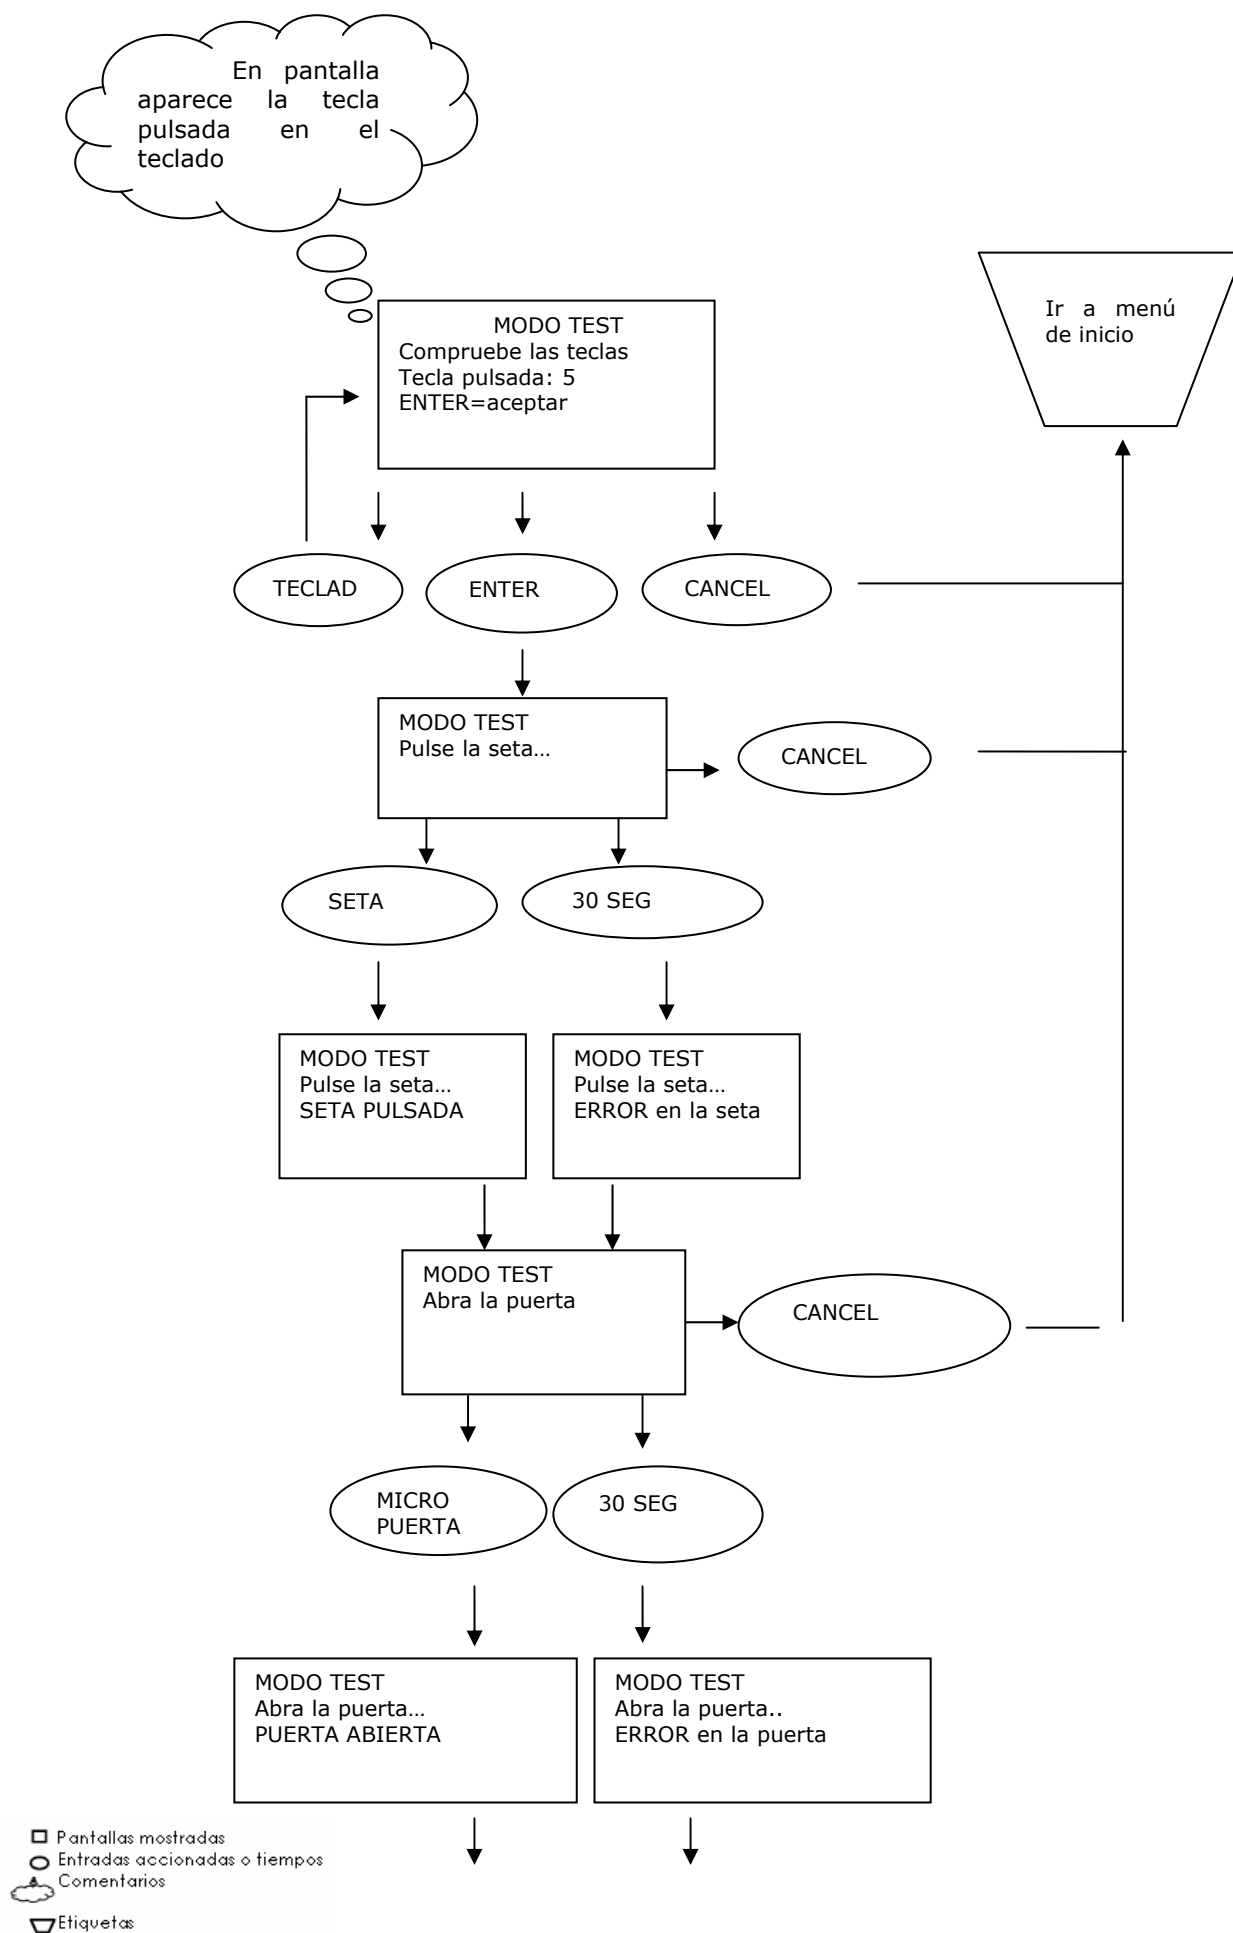 En pantalla
aparece la tecla
pulsada en el
teclado
Ir a menú
de inicio
MODO TEST
Compruebe las teclas
Tecla pulsada: 5
ENTER=aceptar
TECLAD
ENTER
CANCEL
MODO TEST
Pulse la seta…
CANCEL
SETA
30 SEG
MODO TEST
Pulse la seta…
SETA PULSADA
MODO TEST
Pulse la seta…
ERROR en la seta
MODO TEST
Abra la puerta
CANCEL
MICRO
PUERTA
30 SEG
MODO TEST
Abra la puerta…
PUERTA ABIERTA
MODO TEST
Abra la puerta..
ERROR en la puerta
Pantallas mostradas
Entradas accionadas o tiempos
Comentarios
Etiquetas